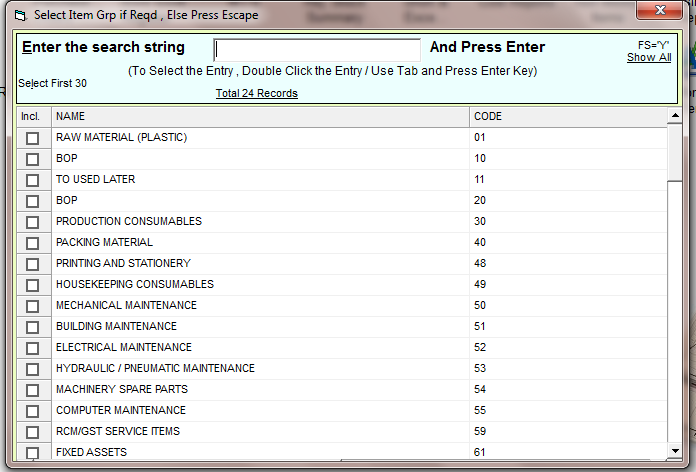 Select Item Grp if Reqd , Else Press Escape
Enter the search string And Press Enter FS='Y'
Show All
(To Select the Entry , Double Click the Entry / Use Tab and Press Enter Key)
Select First 30
Total 24 Records
Incl. NAME CODE
RAW MATERIAL (PLASTIC) 01
BOP 10
TO USED LATER 11
BOP 20
PRODUCTION CONSUMABLES 30
PACKING MATERIAL 40
PRINTING AND STATIONERY 48
HOUSEKEEPING CONSUMABLES 49
MECHANICAL MAINTENANCE 50
BUILDING MAINTENANCE 51
ELECTRICAL MAINTENANCE 52
HYDRAULIC / PNEUMATIC MAINTENANCE 53
MACHINERY SPARE PARTS 54
COMPUTER MAINTENANCE 55
RCM/GST SERVICE ITEMS 59
FIXED ASSETS 61